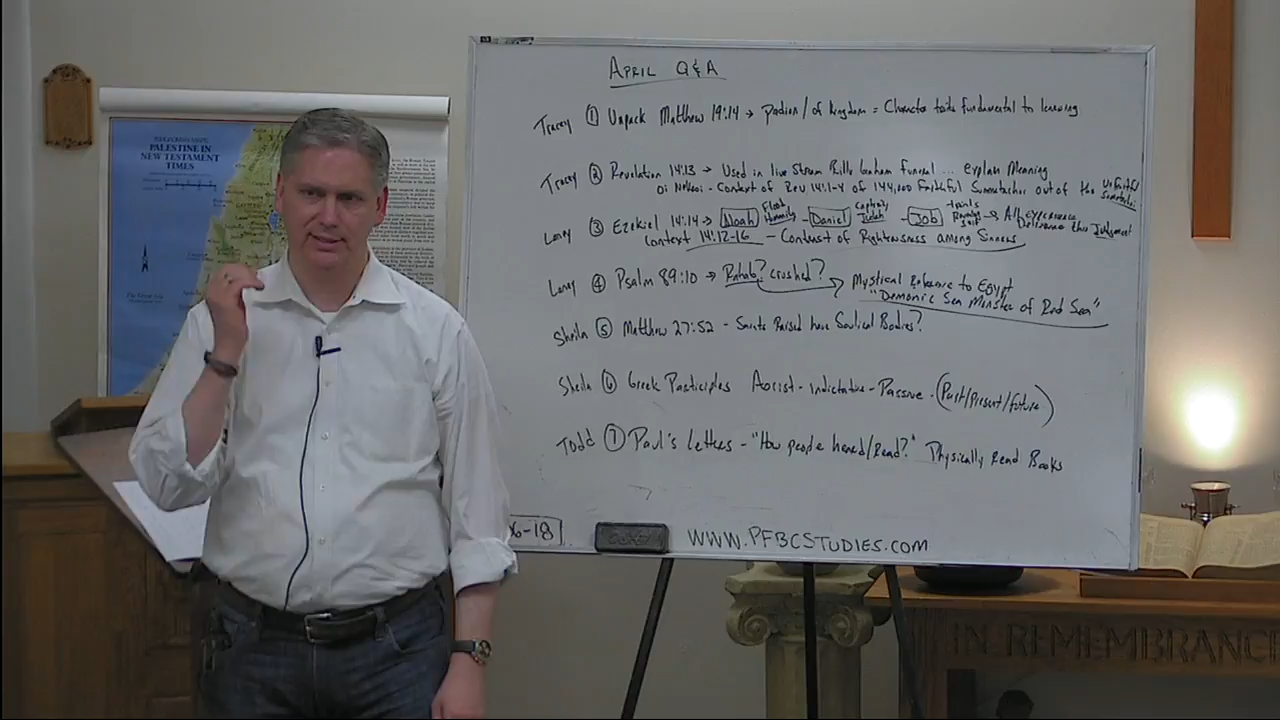 APRIL Q&A
Tracey ① Unpack Matthew 19:14 → padion / of Kingdom = Character traits fundamental to learning
Tracey ② Revelation 14:13 → Used in live Stream Billy Graham funeral ... explain Meaning
Oi Nekroi - Context of Rev 14:1-4 of 144,000 Faithful out of the Unfaithful
③ Ezekiel 14:14 → Noah Flood Humanity - Daniel Captivity Judah - Job trials Personal Self → All Experience
Context 14:12-16 - Conduct of Righteousness among Sinners Deliverance thru Judgment
④ Psalm 89:10 → Rahab? crushed? → Mystical Reference to Egypt
"Demonic Sea Monster of Red Sea"
Sheila ⑤ Matthew 27:52 - Saints Raised have Soulical Bodies?
Sheila ⑥ Greek Participles Aorist - Indicative - Passive - (Past/Present/Future)
Todd ⑦ Paul's Letters - "How people heard/Read?" Physically Read Books
-18
WWW.PFBCSTUDIES.COM
PALESTINE IN
NEW TESTAMENT
TIMES
IN REMEMBRANCE